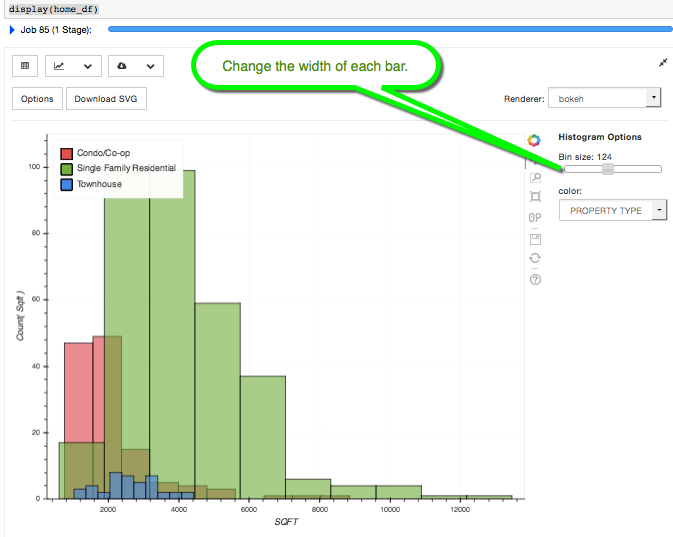 display(home_df)
Job 85 (1 Stage):
Change the width of each bar.
Options
Download SVG
Renderer:
bokeh
Condo/Co-op
Single Family Residential
Townhouse
Histogram Options
Bin size: 124
color:
PROPERTY TYPE
100
80
60
40
20
0
Count( Sqft )
2000
4000
6000
8000
10000
12000
SQFT